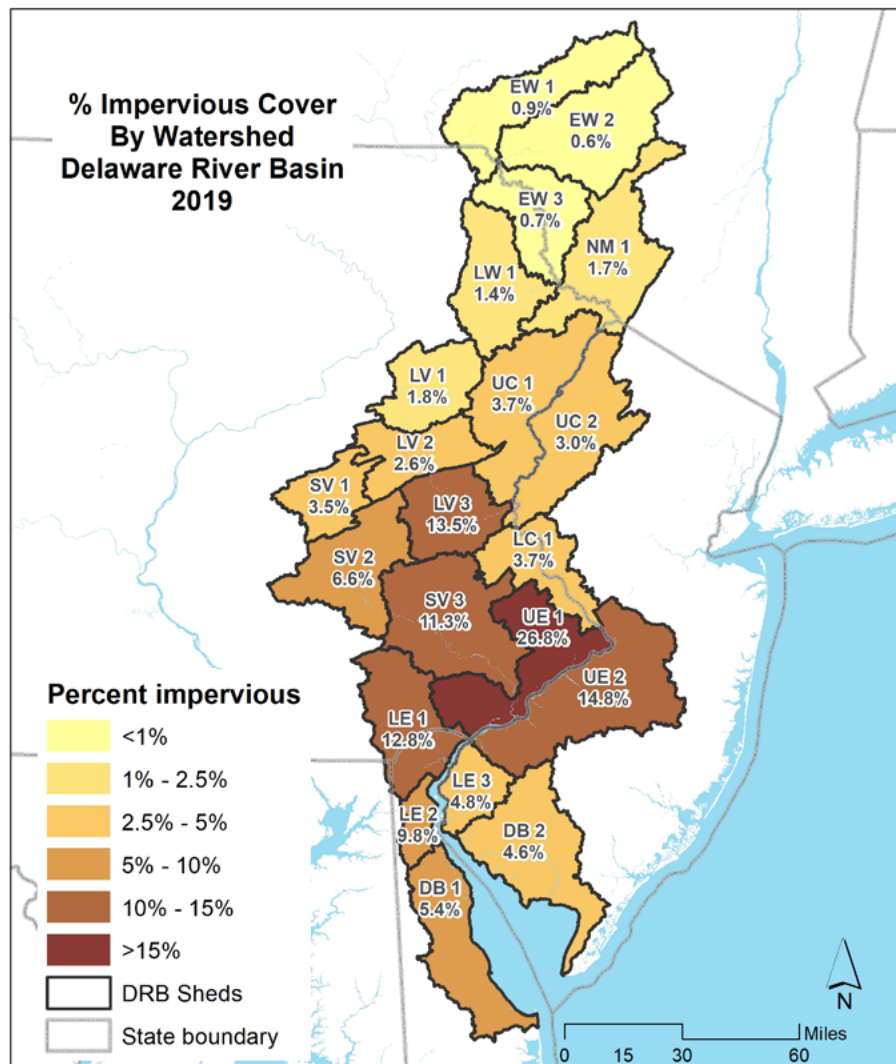 % Impervious Cover
By Watershed
Delaware River Basin
2019
EW 1
0.9%
EW 2
0.6%
EW 3
0.7%
NM 1
1.7%
LW 1
1.4%
LV 1
1.8%
UC 1
3.7%
UC 2
3.0%
LV 2
2.6%
SV 1
3.5%
LV 3
13.5%
LC 1
3.7%
SV 2
6.6%
SV 3
11.3%
UE 1
26.8%
UE 2
14.8%
LE 1
12.8%
LE 3
4.8%
LE 2
9.8%
DB 2
4.6%
DB 1
5.4%
Percent impervious
<1%
1% - 2.5%
2.5% - 5%
5% - 10%
10% - 15%
>15%
DRB Sheds
State boundary
N
Miles
0 15 30 60